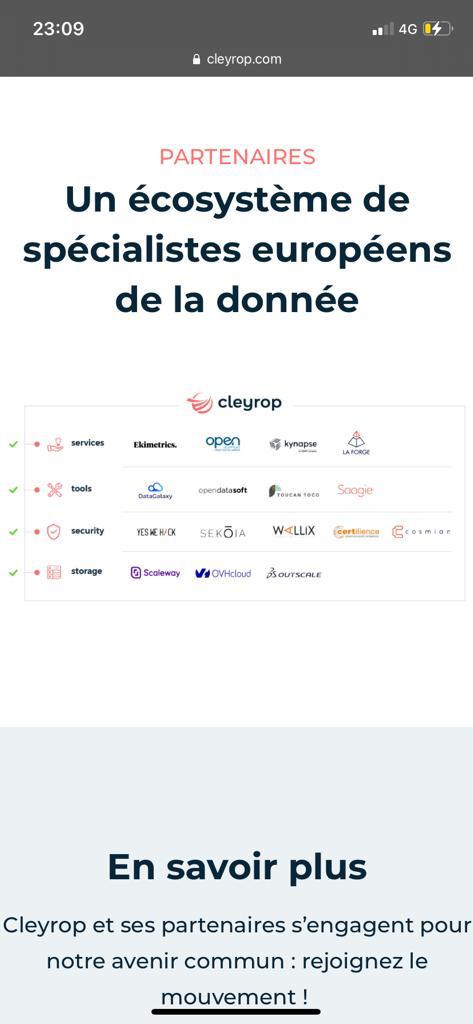 23:09
4G
cleyrop.com
PARTENAIRES
Un écosystème de
spécialistes européens
de la donnée
cleyrop
services Ekimetrics. open kynapse LA FORGE
tools DataGalaxy opendatasoft TOUCAN TOCO Saagie
security YES WE H/CK SEKOIA WALLIX certilience cosmian
storage Scaleway OVHcloud 3DS OUTSCALE
En savoir plus
Cleyrop et ses partenaires s’engagent pour
notre avenir commun : rejoignez le
mouvement !